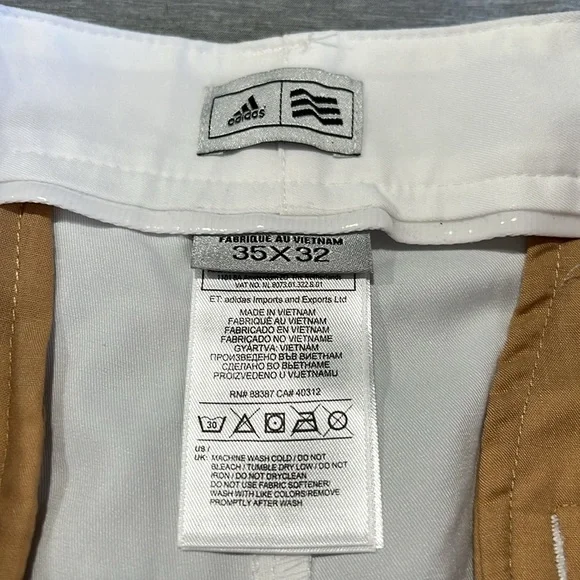 adidas
FABRIQUÉ AU VIETNAM
35X32
VAT NO. NL 8073.01.322.B.01
ET: adidas Imports and Exports Ltd
MADE IN VIETNAM
FABRIQUÉ AU VIETNAM
FABRICADO EN VIETNAM
FABRICADO NO VIETNAME
GYÁRTVA: VIETNAM
ПРОИЗВЕДЕНО ВЪВ ВИЕТНАМ
СДЕЛАНО ВО ВЬЕТНАМЕ
PROIZVEDENO U VIJETNAMU
RN# 88387 CA# 40312
30
US /
UK: MACHINE WASH COLD / DO NOT
BLEACH / TUMBLE DRY LOW / DO NOT
IRON / DO NOT DRYCLEAN
DO NOT USE FABRIC SOFTENER/
WASH WITH LIKE COLORS/REMOVE
PROMPTLY AFTER WASH